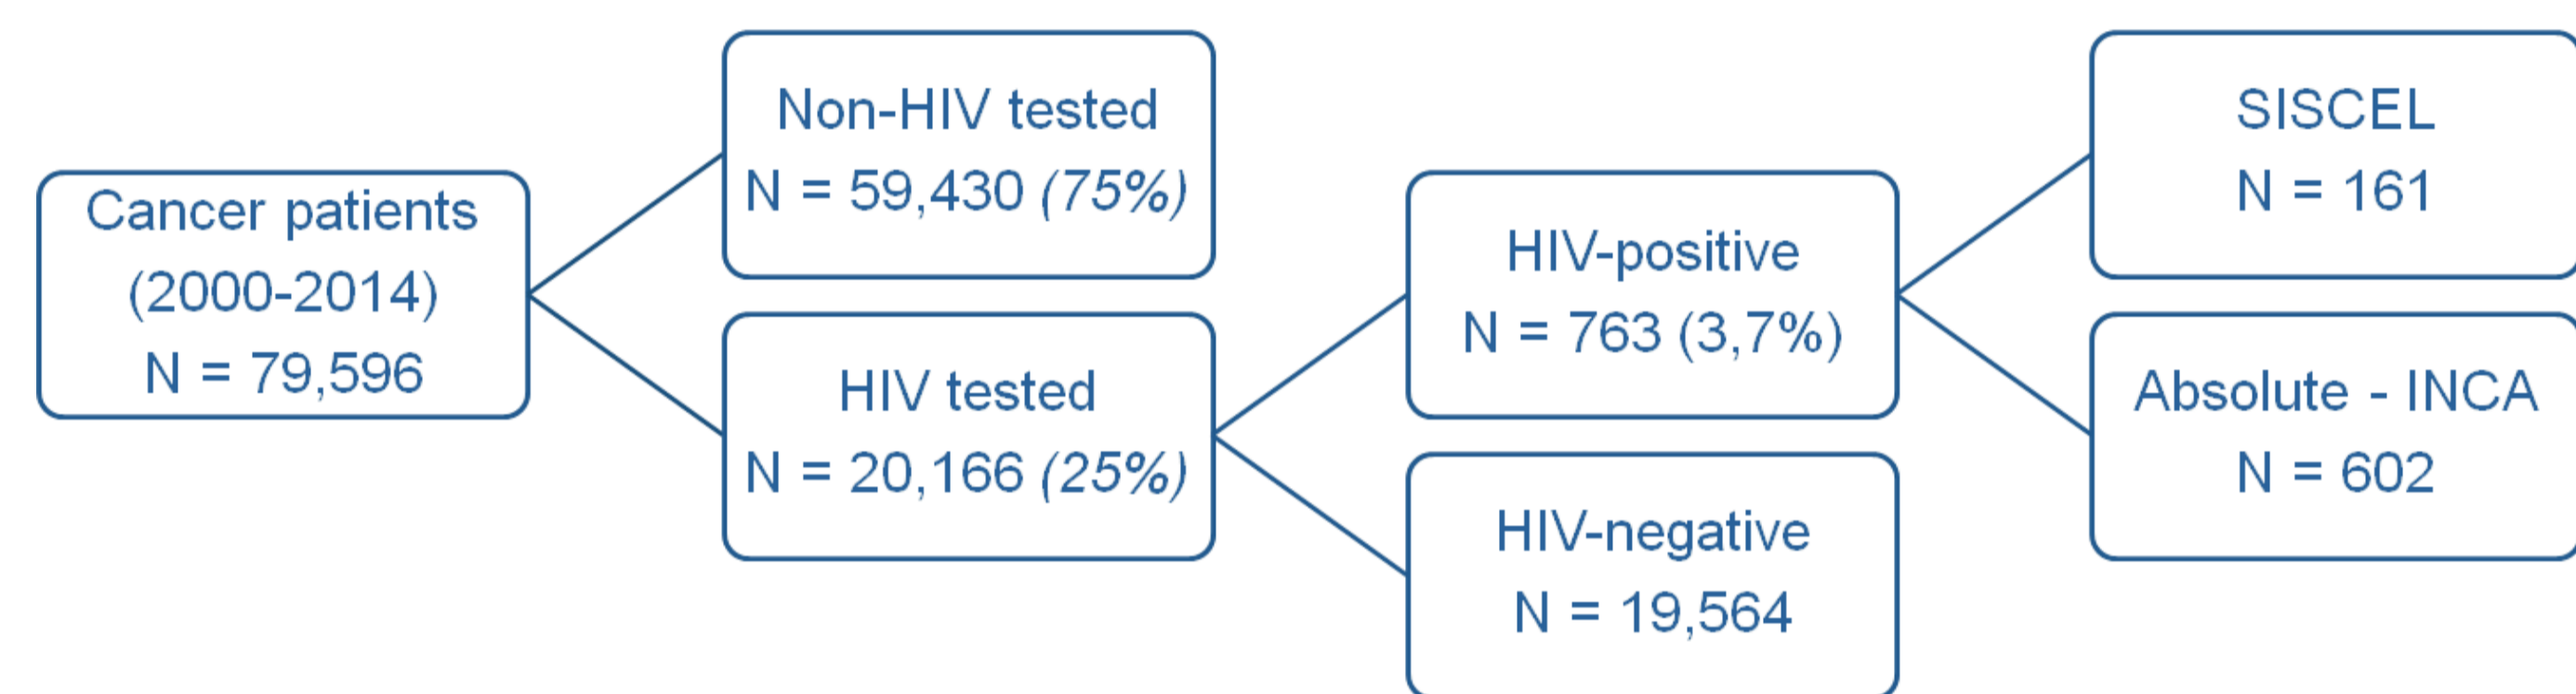 Cancer patients
(2000-2014)
N = 79,596
Non-HIV tested
N = 59,430 (75%)
HIV tested
N = 20,166 (25%)
HIV-positive
N = 763 (3,7%)
HIV-negative
N = 19,564
SISCEL
N = 161
Absolute - INCA
N = 602